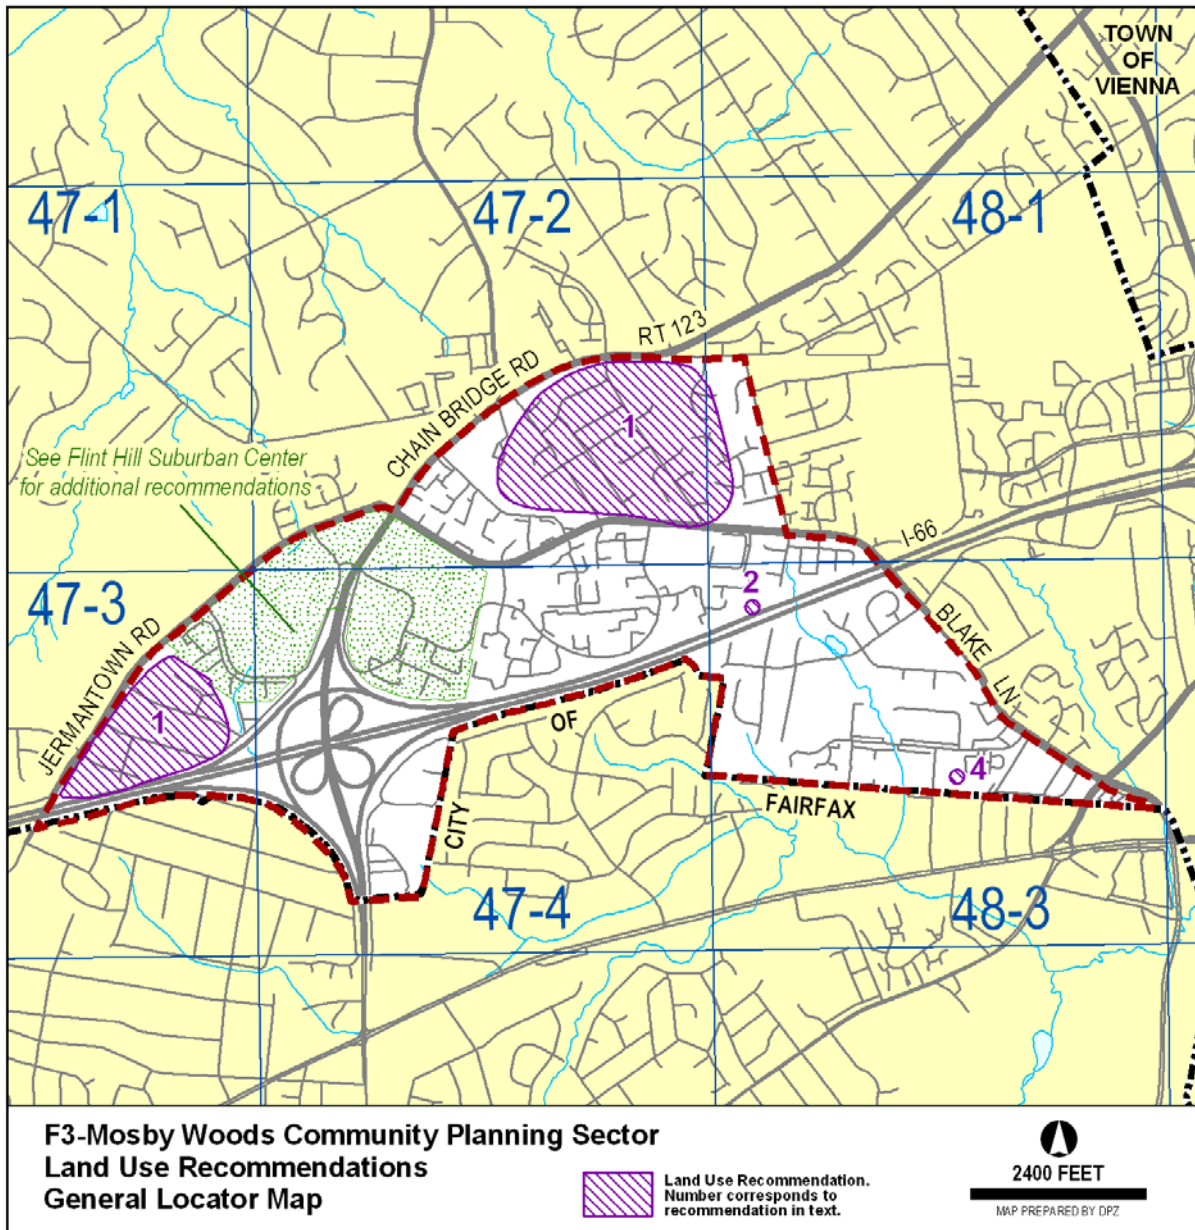 TOWN
OF
VIENNA
47-1
47-2
48-1
RT 123
CHAIN BRIDGE RD
1
See Flint Hill Suburban Center
for additional recommendations
I-66
47-3
2
JERMANTOWN RD
BLAKE
LN
1
OF
4
CITY
FAIRFAX
47-4
48-3
F3-Mosby Woods Community Planning Sector
Land Use Recommendations
General Locator Map
Land Use Recommendation.
Number corresponds to
recommendation in text.
2400 FEET
MAP PREPARED BY DPZ